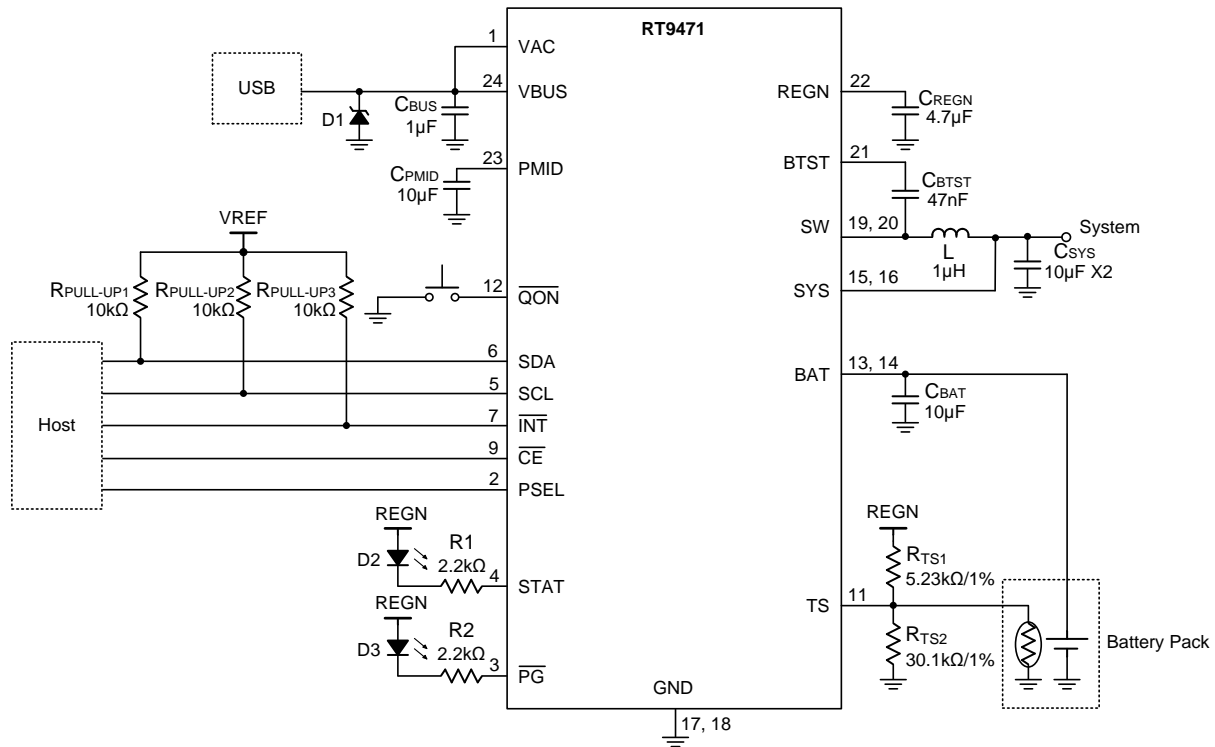 RT9471
USB
1
VAC
24
VBUS
D1
CBUS
1µF
23
PMID
CPMID
10µF
VREF
RPULL-UP1
10kΩ
RPULL-UP2
10kΩ
RPULL-UP3
10kΩ
12
QON
Host
6
SDA
5
SCL
7
INT
9
CE
2
PSEL
REGN
D2
R1
2.2kΩ
4
STAT
REGN
D3
R2
2.2kΩ
3
PG
GND
17, 18
REGN
22
CREGN
4.7µF
BTST
21
CBTST
47nF
SW
19, 20
L
1µH
System
CSYS
10µF X2
SYS
15, 16
BAT
13, 14
CBAT
10µF
REGN
RTS1
5.23kΩ/1%
TS
11
RTS2
30.1kΩ/1%
Battery Pack